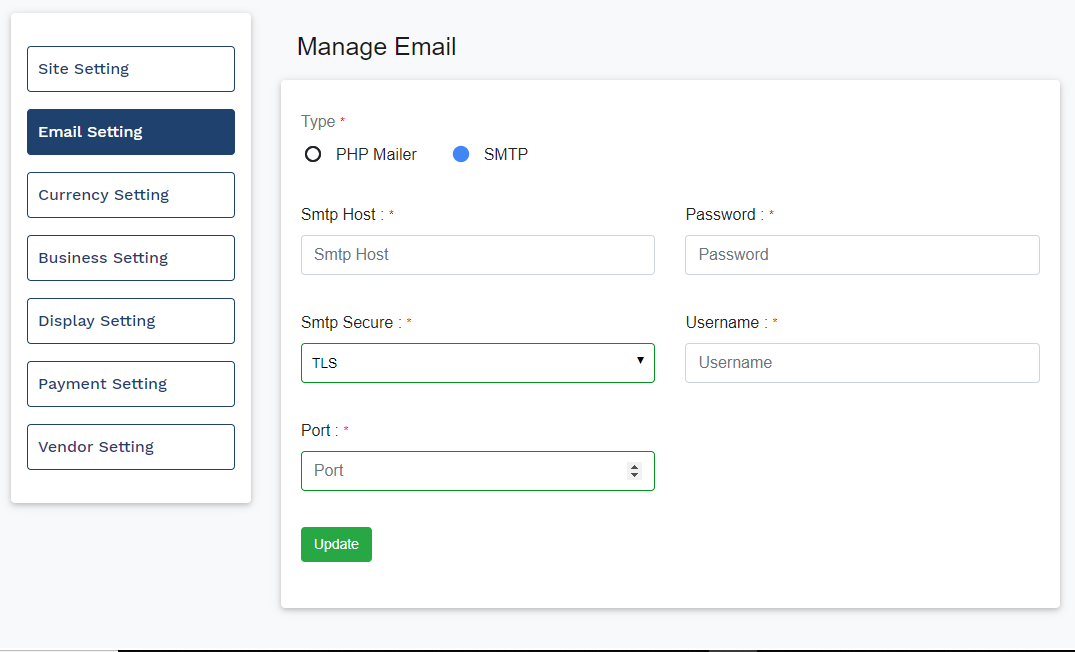 Site Setting
Email Setting
Currency Setting
Business Setting
Display Setting
Payment Setting
Vendor Setting
Manage Email
Type *
PHP Mailer SMTP
Smtp Host : * Password : *
Smtp Host Password
Smtp Secure : * Username : *
TLS Username
Port : *
Port
Update